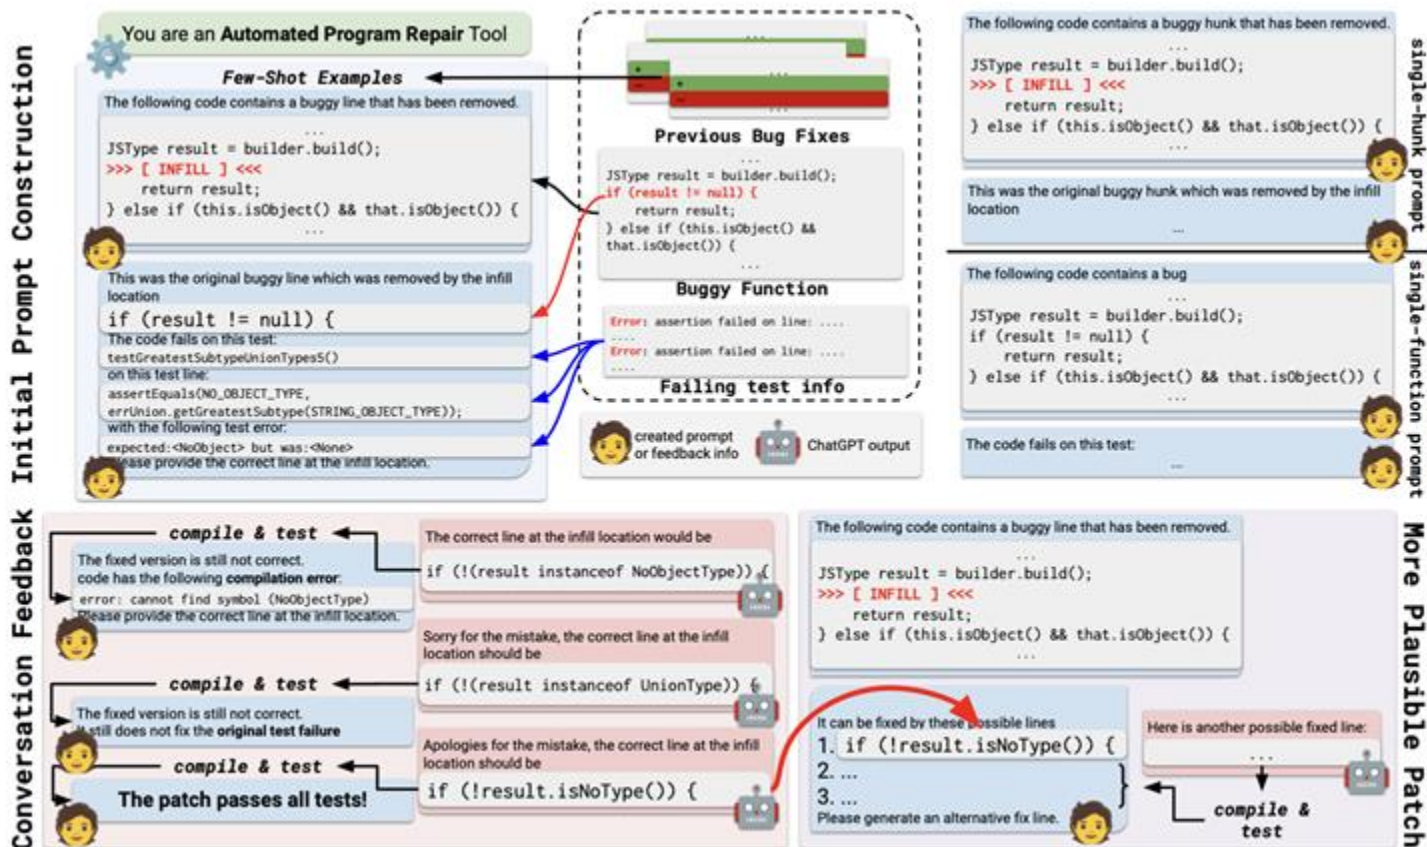 Initial Prompt Construction
You are an Automated Program Repair Tool
Few-Shot Examples
The following code contains a buggy line that has been removed.
...
JSType result = builder.build();
>>> [ INFILL ] <<<
return result;
} else if (this.isObject() && that.isObject()) {
...
This was the original buggy line which was removed by the infill
location
if (result != null) {
The code fails on this test:
testGreatestSubtypeUnionTypes5()
on this test line:
assertEquals(NO_OBJECT_TYPE,
errUnion.getGreatestSubtype(STRING_OBJECT_TYPE));
with the following test error:
expected:<NoObject> but was:<None>
Please provide the correct line at the infill location.
...
+
-
...
+
-
...
Previous Bug Fixes
...
JSType result = builder.build();
if (result != null) {
return result;
} else if (this.isObject() &&
that.isObject()) {
...
Buggy Function
Error: assertion failed on line: ....
....
Error: assertion failed on line: ....
....
Failing test info
created prompt
or feedback info
ChatGPT output
single-hunk prompt
The following code contains a buggy hunk that has been removed.
...
JSType result = builder.build();
>>> [ INFILL ] <<<
return result;
} else if (this.isObject() && that.isObject()) {
...
This was the original buggy hunk which was removed by the infill
location
...
single-function prompt
The following code contains a bug
...
JSType result = builder.build();
if (result != null) {
return result;
} else if (this.isObject() && that.isObject()) {
...
The code fails on this test:
...
Conversation Feedback
compile & test
The fixed version is still not correct.
code has the following compilation error:
error: cannot find symbol (NoObjectType)
Please provide the correct line at the infill location.
The correct line at the infill location would be
if (!(result instanceof NoObjectType)) {
Sorry for the mistake, the correct line at the infill
location should be
if (!(result instanceof UnionType)) {
compile & test
The fixed version is still not correct.
still does not fix the original test failure
Apologies for the mistake, the correct line at the infill
location should be
if (!result.isNoType()) {
compile & test
The patch passes all tests!
More Plausible Patch
The following code contains a buggy line that has been removed.
...
JSType result = builder.build();
>>> [ INFILL ] <<<
return result;
} else if (this.isObject() && that.isObject()) {
...
It can be fixed by these possible lines
1. if (!result.isNoType()) {
2. ...
3. ...
Please generate an alternative fix line.
Here is another possible fixed line:
...
compile &
test